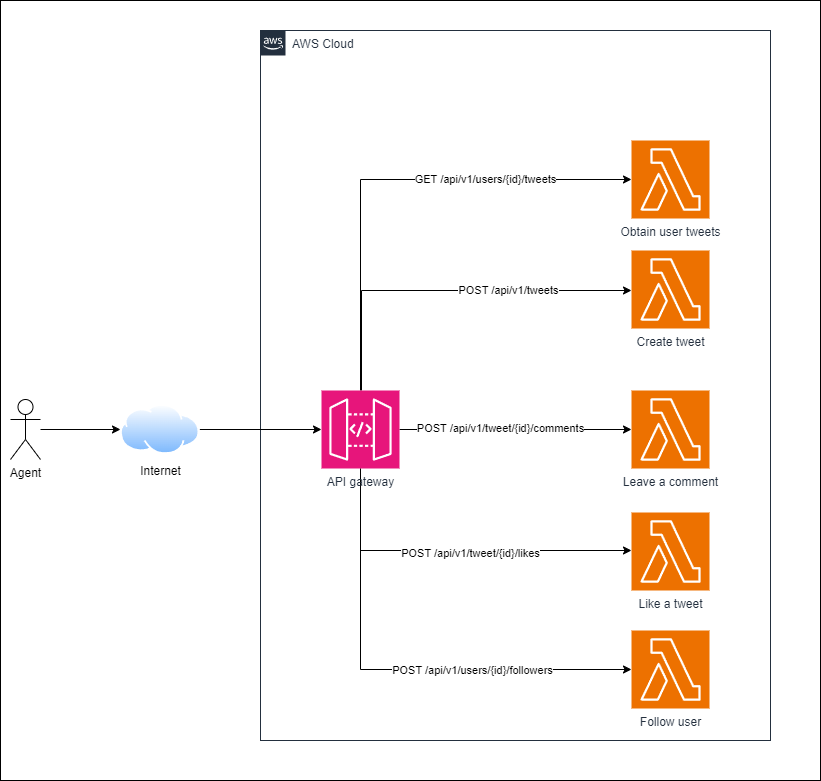 aws
AWS Cloud
GET /api/v1/users/{id}/tweets
Obtain user tweets
POST /api/v1/tweets
Create tweet
POST /api/v1/tweet/{id}/comments
</>
Leave a comment
Agent
Internet
API gateway
POST /api/v1/tweet/{id}/likes
Like a tweet
POST /api/v1/users/{id}/followers
Follow user